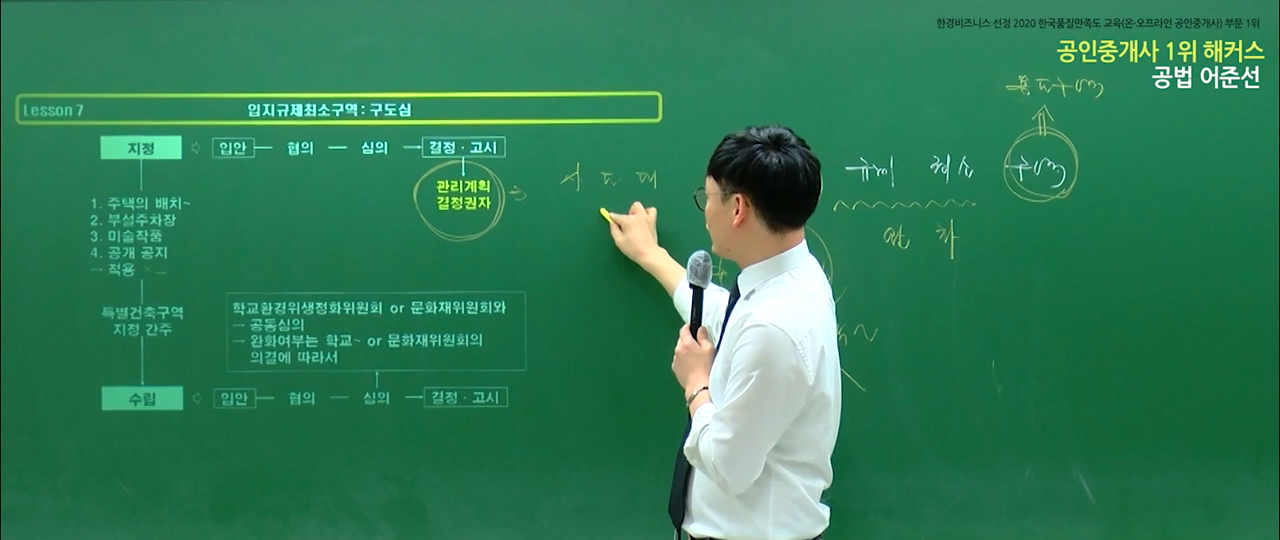 한경비즈니스 선정 2020 한국품질만족도 교육(온·오프라인 공인중개사) 부문 1위
공인중개사 1위 해커스
공법 어준선
Lesson 7 입지규제최소구역 : 구도심
지정 입안 협의 심의 결정·고시
관리계획
결정권자
1. 주택의 배치~
2. 부설주차장
3. 미술작품
4. 공개 공지
→ 적용 ×
특별건축구역
지정 간주
학교환경위생정화위원회 or 문화재위원회와
→ 공동심의
→ 완화여부는 학교~ or 문화재위원회의
의결에 따라서
수립 입안 협의 심의 결정·고시